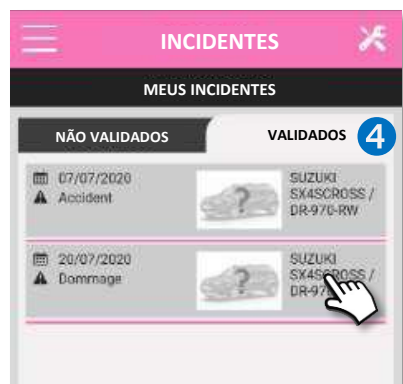 INCIDENTES
MEUS INCIDENTES
NÃO VALIDADOS
VALIDADOS
4
07/07/2020
Accident
?
SUZUKI
SX4SCROSS /
DR-970-RW
20/07/2020
Dommage
?
SUZUKI
SX4SCROSS /